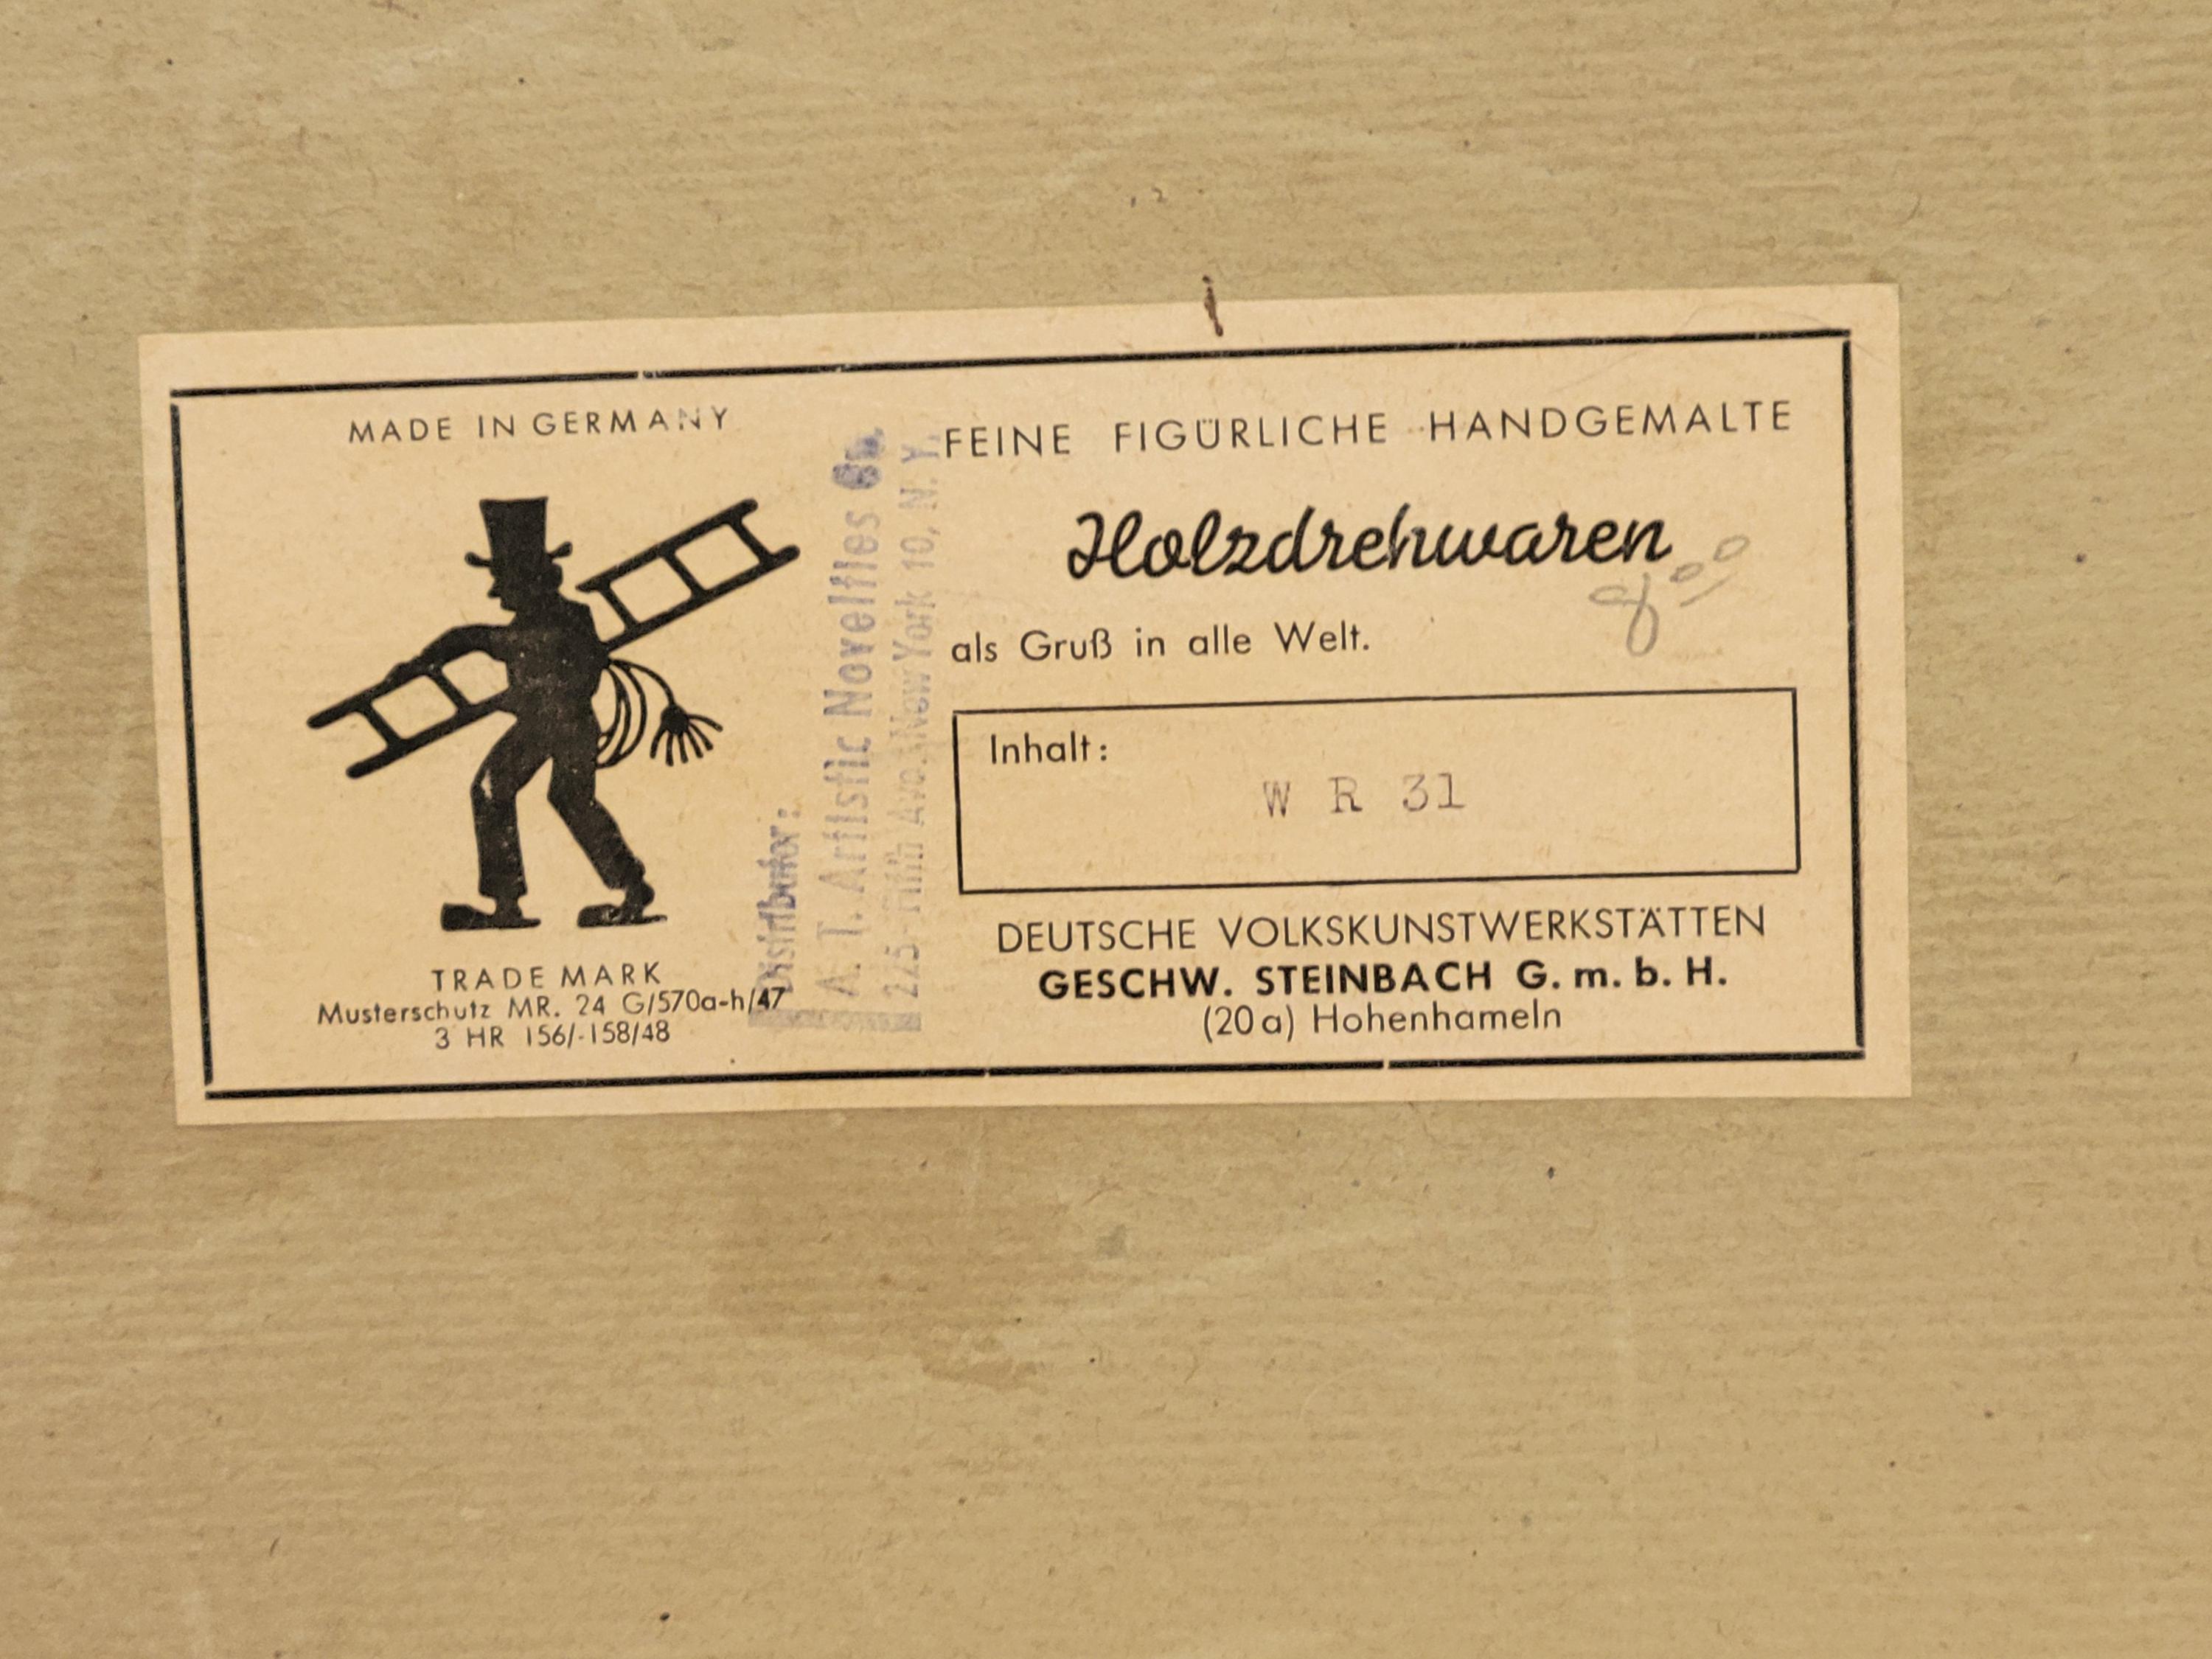 MADE IN GERMANY
TRADE MARK
Musterschutz MR. 24 G/570a-h/47
3 HR 156/-158/48
Distributor:
A. T. Artistic Novelties Co.
225 - Fifth Ave. New York 10, N. Y.
FEINE FIGÜRLICHE HANDGEMALTE
Holzdrehwaren
als Gruß in alle Welt.
Inhalt:
W R 31
DEUTSCHE VOLKSKUNSTWERKSTÄTTEN
GESCHW. STEINBACH G. m. b. H.
(20a) Hohenhameln